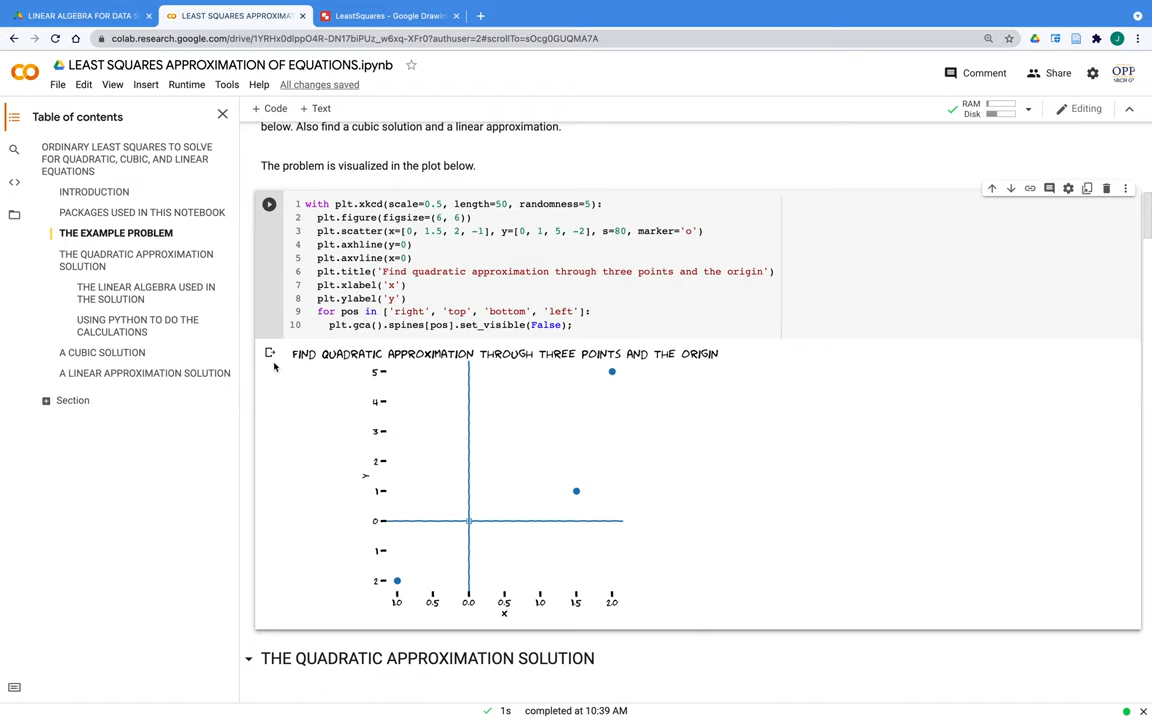 LINEAR ALGEBRA FOR DATA S
LEAST SQUARES APPROXIMAT
LeastSquares - Google Drawin
colab.research.google.com/drive/1YRHx0dlppO4R-DN17biPUz_w6xq-XFr0?authuser=2#scrollTo=sOcg0GUQMA7A
LEAST SQUARES APPROXIMATION OF EQUATIONS.ipynb
File Edit View Insert Runtime Tools Help All changes saved
Comment Share
+ Code + Text
RAM
Disk
Editing
Table of contents
ORDINARY LEAST SQUARES TO SOLVE
FOR QUADRATIC, CUBIC, AND LINEAR
EQUATIONS
INTRODUCTION
PACKAGES USED IN THIS NOTEBOOK
THE EXAMPLE PROBLEM
THE QUADRATIC APPROXIMATION
SOLUTION
THE LINEAR ALGEBRA USED IN
THE SOLUTION
USING PYTHON TO DO THE
CALCULATIONS
A CUBIC SOLUTION
A LINEAR APPROXIMATION SOLUTION
Section
below. Also find a cubic solution and a linear approximation.
The problem is visualized in the plot below.
1 with plt.xkcd(scale=0.5, length=50, randomness=5):
2 plt.figure(figsize=(6, 6))
3 plt.scatter(x=[0, 1.5, 2, -1], y=[0, 1, 5, -2], s=80, marker='o')
4 plt.axhline(y=0)
5 plt.axvline(x=0)
6 plt.title('Find quadratic approximation through three points and the origin')
7 plt.xlabel('x')
8 plt.ylabel('y')
9 for pos in ['right', 'top', 'bottom', 'left']:
10 plt.gca().spines[pos].set_visible(False);
FIND QUADRATIC APPROXIMATION THROUGH THREE POINTS AND THE ORIGIN
5
4
3
2
Y
1
0
1
2
1.0 0.5 0.0 0.5 1.0 1.5 2.0
X
THE QUADRATIC APPROXIMATION SOLUTION
1s completed at 10:39 AM